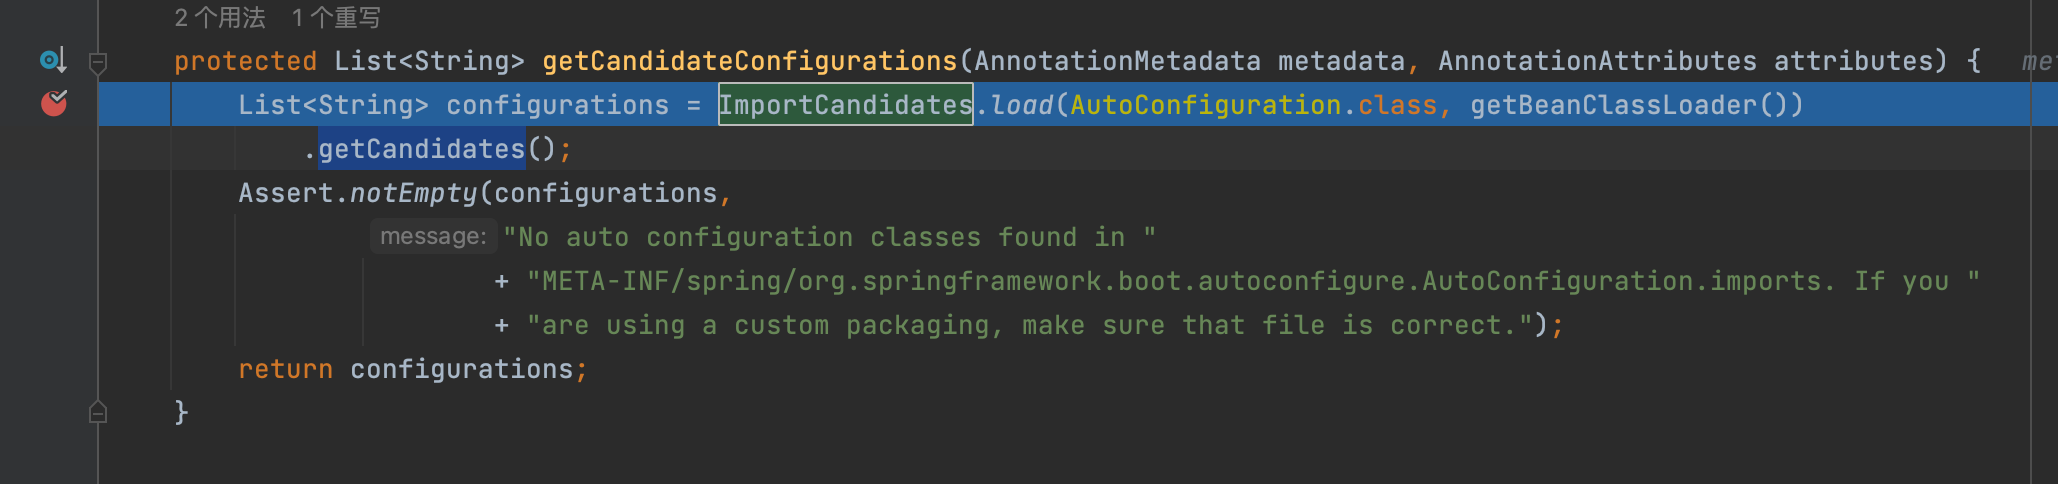 2 个用法   1 个重写
protected List<String> getCandidateConfigurations(AnnotationMetadata metadata, AnnotationAttributes attributes) {
List<String> configurations = ImportCandidates.load(AutoConfiguration.class, getBeanClassLoader())
.getCandidates();
Assert.notEmpty(configurations,
message: "No auto configuration classes found in "
+ "META-INF/spring/org.springframework.boot.autoconfigure.AutoConfiguration.imports. If you "
+ "are using a custom packaging, make sure that file is correct.");
return configurations;
}